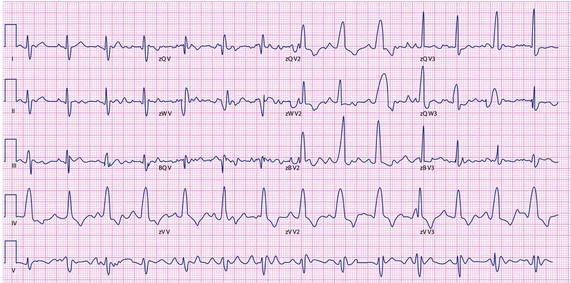 I zQ V zQ V2 zQ V3
II zW V zW V2 zQ W3
III BQ V zB V2 zB V3
IV zV V zV V2 zV V3
V